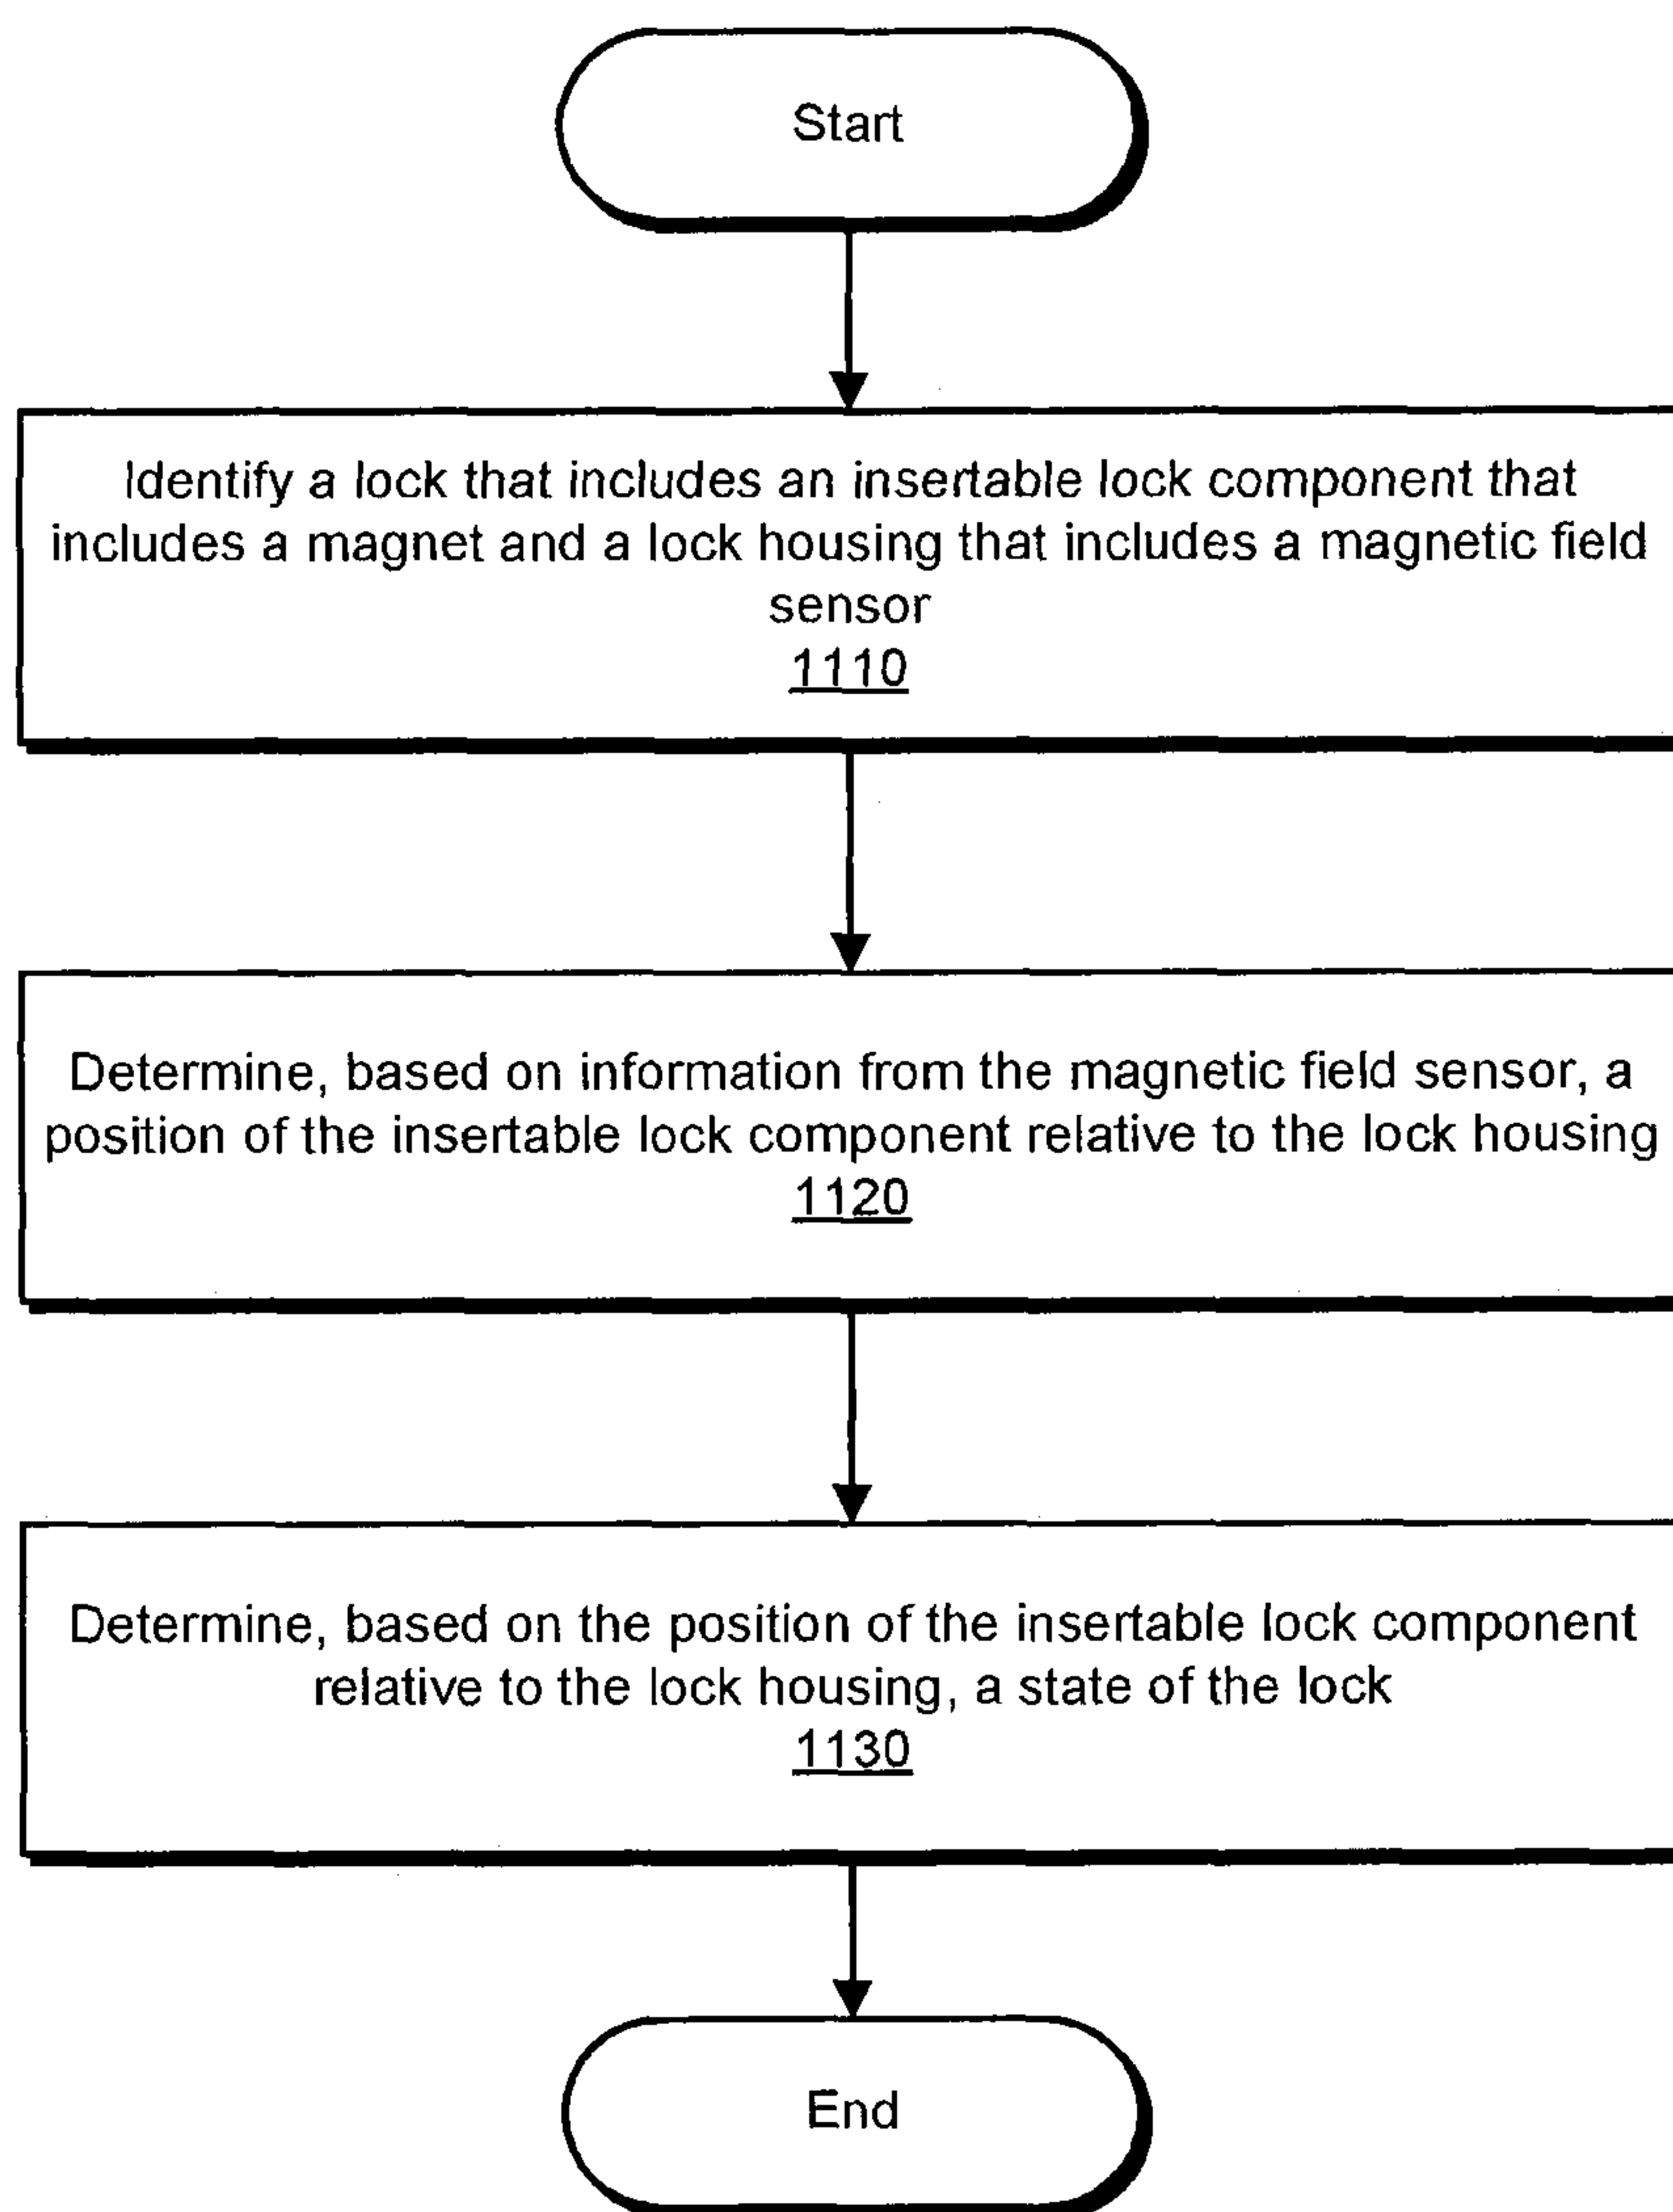 Start
Identify a lock that includes an insertable lock component that
includes a magnet and a lock housing that includes a magnetic field
sensor
1110
Determine, based on information from the magnetic field sensor, a
position of the insertable lock component relative to the lock housing
1120
Determine, based on the position of the insertable lock component
relative to the lock housing, a state of the lock
1130
End